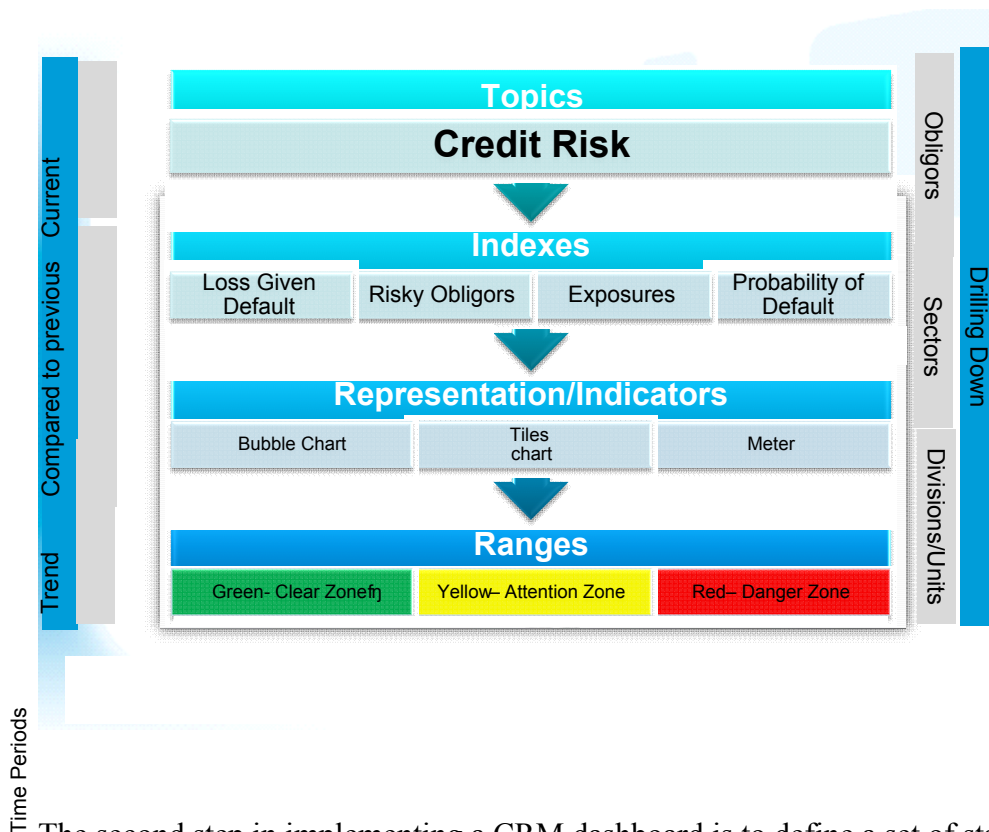 Topics
Credit Risk
Indexes
Loss Given
Default
Risky Obligors
Exposures
Probability of
Default
Representation/Indicators
Bubble Chart
Tiles
chart
Meter
Ranges
Green- Clear Zone
Yellow– Attention Zone
Red– Danger Zone
Current
Compared to previous
Trend
Time Periods
Obligors
Sectors
Divisions/Units
Drilling Down
The second step in implementing a CRM dashboard is to define a set of